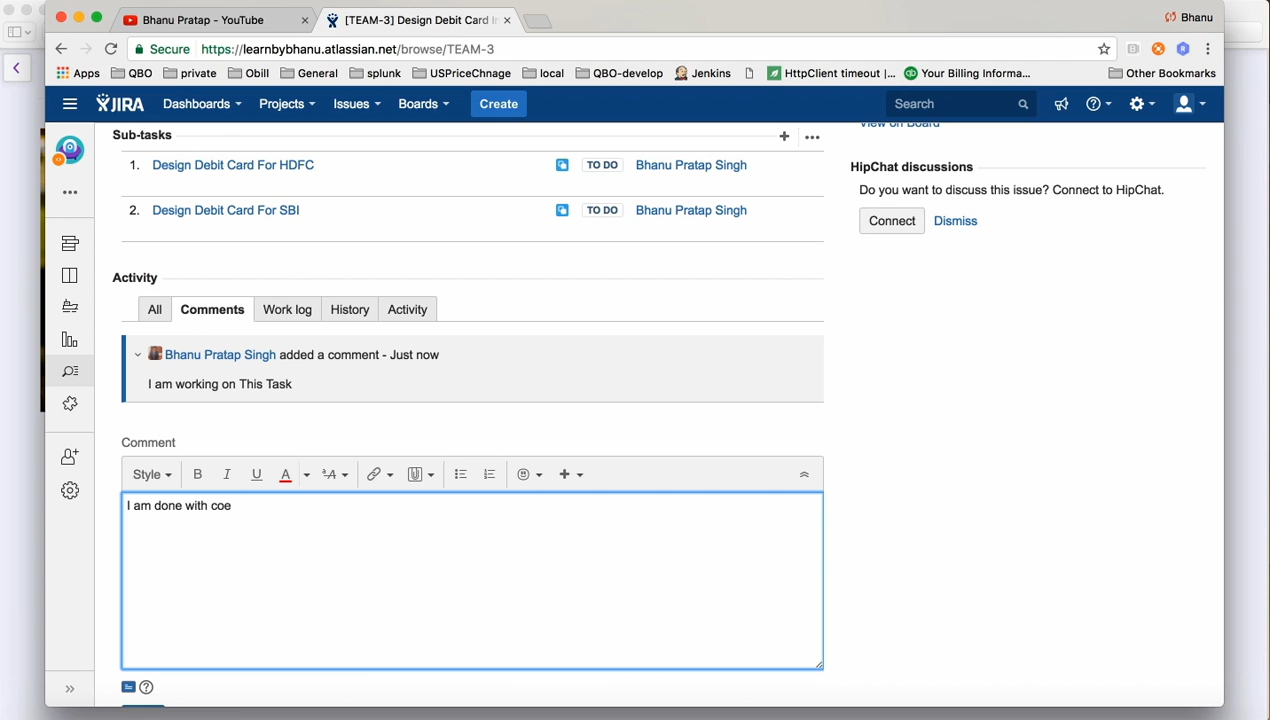 Bhanu Pratap - YouTube
[TEAM-3] Design Debit Card In
Bhanu
Secure https://learnbybhanu.atlassian.net/browse/TEAM-3
Apps QBO private Obill General splunk USPriceChnage local QBO-develop Jenkins HttpClient timeout |... Your Billing Informa... Other Bookmarks
JIRA Dashboards Projects Issues Boards Create Search
View on Board
Sub-tasks
1. Design Debit Card For HDFC TO DO Bhanu Pratap Singh
2. Design Debit Card For SBI TO DO Bhanu Pratap Singh
HipChat discussions
Do you want to discuss this issue? Connect to HipChat.
Connect Dismiss
Activity
All Comments Work log History Activity
Bhanu Pratap Singh added a comment - Just now
I am working on This Task
Comment
Style B I U A
I am done with coe